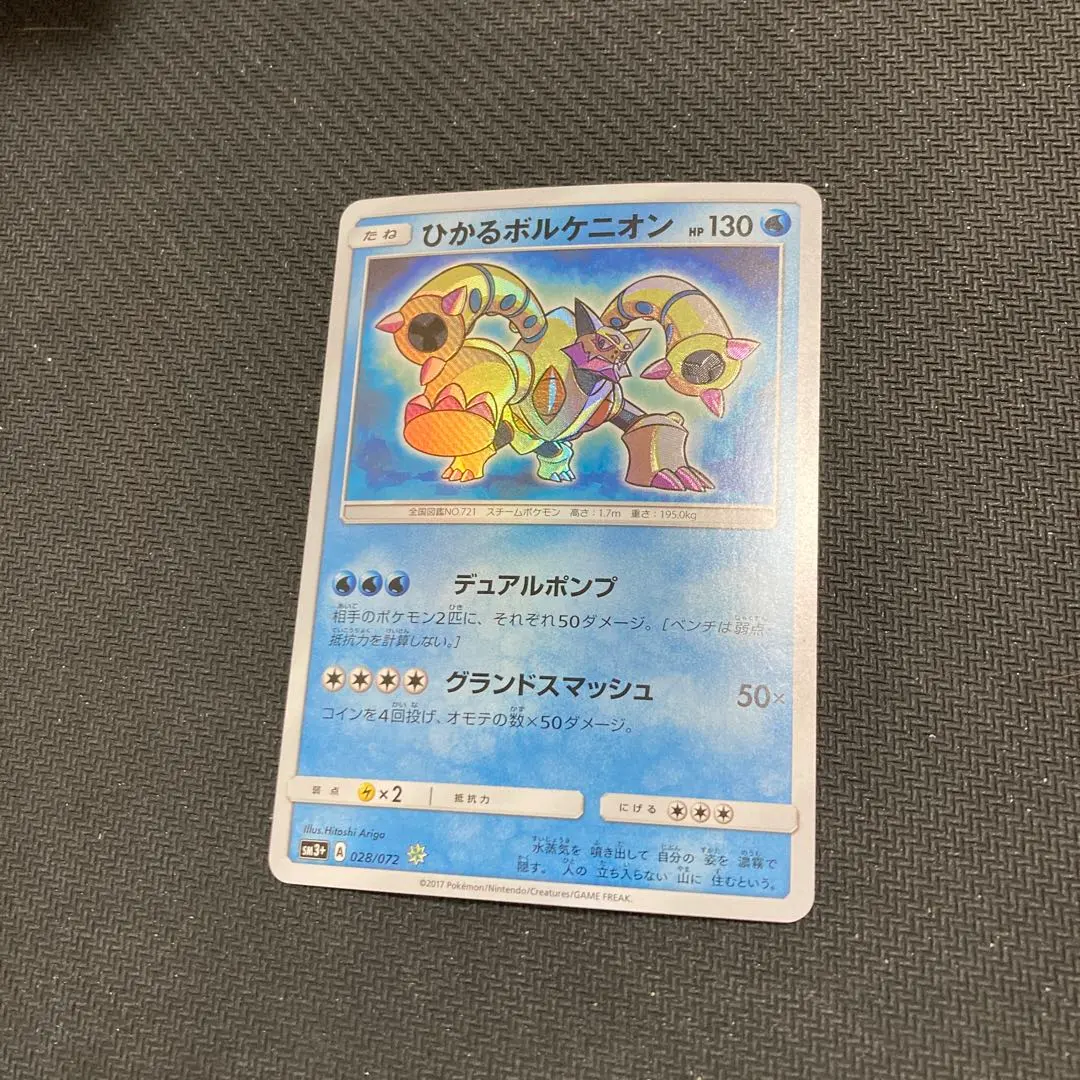 たね ひかるボルケニオン HP 130
全国図鑑NO.721 スチームポケモン 高さ:1.7m 重さ:195.0kg
デュアルポンプ
相手のポケモン2匹に、それぞれ50ダメージ。[ベンチは弱点・
抵抗力を計算しない。]
グランドスマッシュ 50×
コインを4回投げ、オモテの数×50ダメージ。
弱点 ×2 抵抗力 にげる
Illus.Hitoshi Ariga
SM3+ A 028/072
水蒸気を 噴き出して 自分の 姿を 濃霧で
隠す。 人の 立ち入らない 山に 住むという。
©2017 Pokémon/Nintendo/Creatures/GAME FREAK.